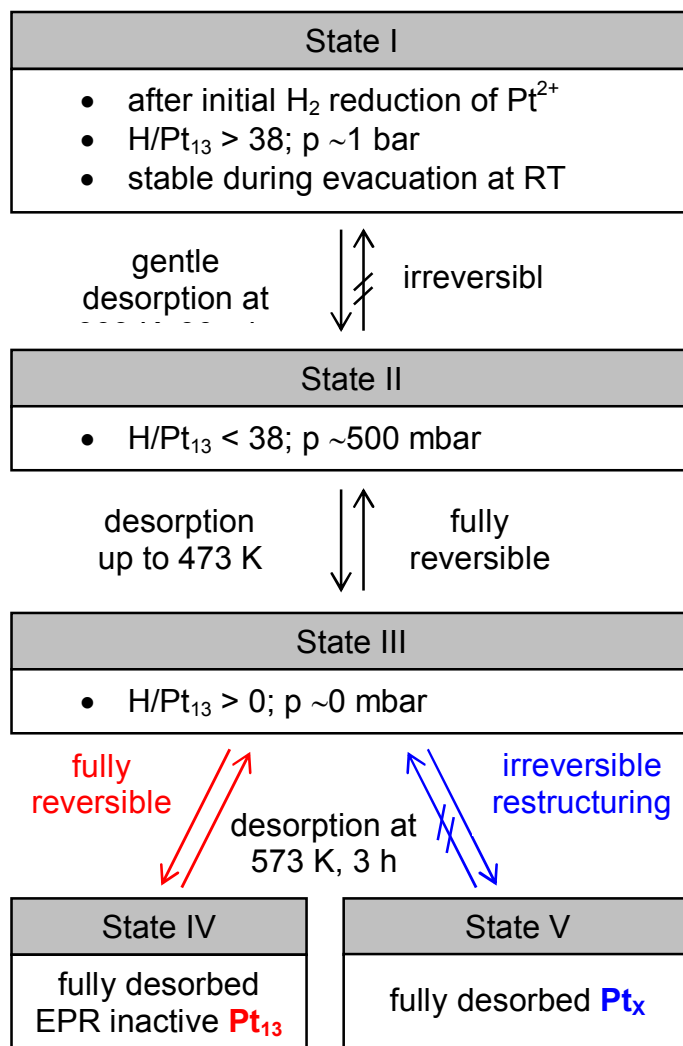 State I
• after initial H₂ reduction of Pt²⁺
• H/Pt₁₃ > 38; p ~1 bar
• stable during evacuation at RT
gentle
desorption at
irreversibl
State II
• H/Pt₁₃ < 38; p ~500 mbar
desorption
up to 473 K
fully
reversible
State III
• H/Pt₁₃ > 0; p ~0 mbar
fully
reversible
irreversible
restructuring
desorption at
573 K, 3 h
State IV
fully desorbed
EPR inactive Pt₁₃
State V
fully desorbed Ptₓ